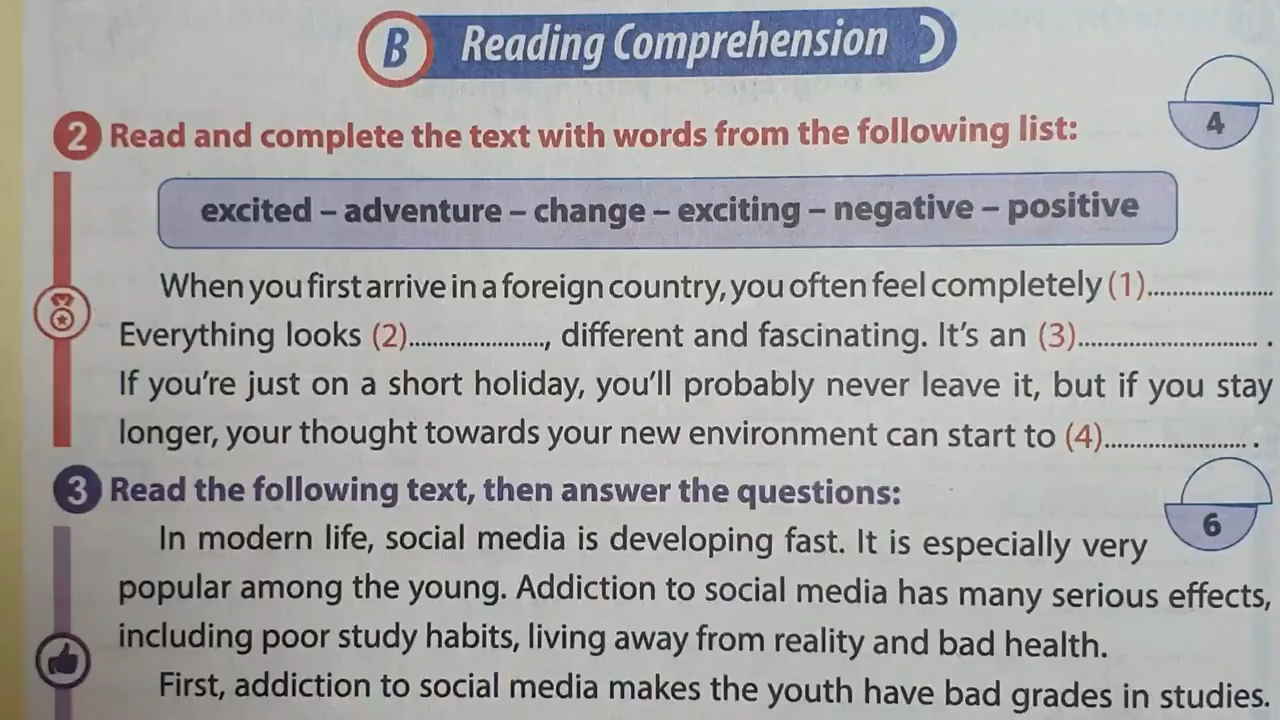 B Reading Comprehension
4
2 Read and complete the text with words from the following list:
excited – adventure – change – exciting – negative – positive
When you first arrive in a foreign country, you often feel completely (1)......................
Everything looks (2)......................, different and fascinating. It's an (3)............................. .
If you're just on a short holiday, you'll probably never leave it, but if you stay
longer, your thought towards your new environment can start to (4)....................... .
3 Read the following text, then answer the questions:
6
In modern life, social media is developing fast. It is especially very
popular among the young. Addiction to social media has many serious effects,
including poor study habits, living away from reality and bad health.
First, addiction to social media makes the youth have bad grades in studies.